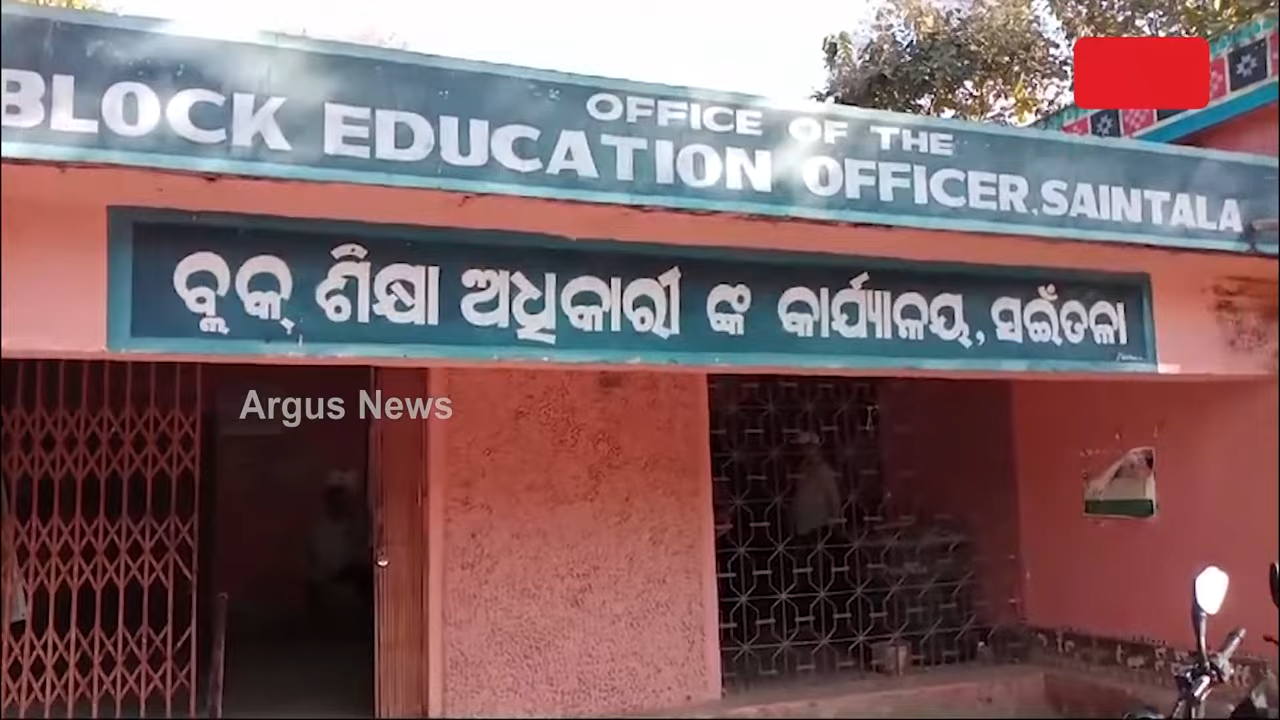 OFFICE OF THE
BLOCK EDUCATION OFFICER, SAINTALA
ବ୍ଲକ୍ ଶିକ୍ଷା ଅଧିକାରୀ ଙ୍କ କାର୍ଯ୍ୟାଳୟ, ସଇଁତଳା
Argus News